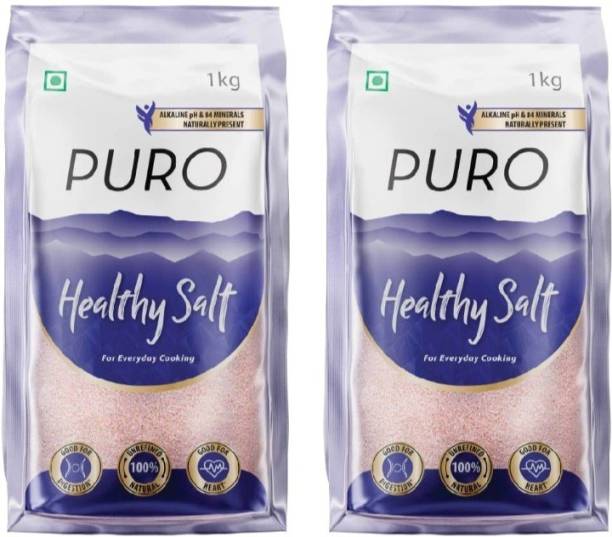 1kg
ALKALINE pH & 84 MINERALS
NATURALLY PRESENT
PURO
Healthy Salt
For Everyday Cooking
GOOD FOR
DIGESTION
UNREFINED
100%
NATURAL
GOOD FOR
HEART
1kg
ALKALINE pH & 84 MINERALS
NATURALLY PRESENT
PURO
Healthy Salt
For Everyday Cooking
GOOD FOR
DIGESTION
UNREFINED
100%
NATURAL
GOOD FOR
HEART